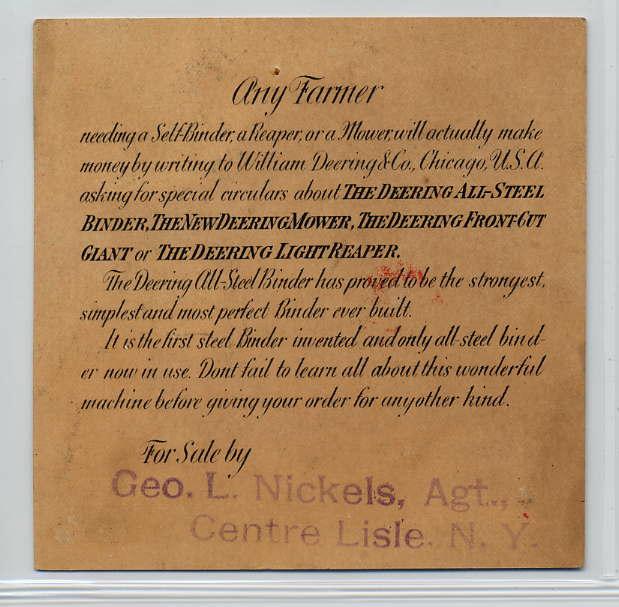 Any Farmer
needing a Self-Binder, a Reaper, or a Mower, will actually make
money by writing to William Deering & Co., Chicago, U.S.A.
asking for special circulars about THE DEERING ALL-STEEL
BINDER, THE NEW DEERING MOWER, THE DEERING FRONT-CUT
GIANT or THE DEERING LIGHT REAPER.
The Deering All-Steel Binder has proved to be the strongest,
simplest and most perfect Binder ever built.
It is the first steel Binder invented and only all-steel bind-
er now in use. Dont fail to learn all about this wonderful
machine before giving your order for any other kind.
For Sale by
Geo. L. Nickels, Agt.,
Centre Lisle. N. Y.